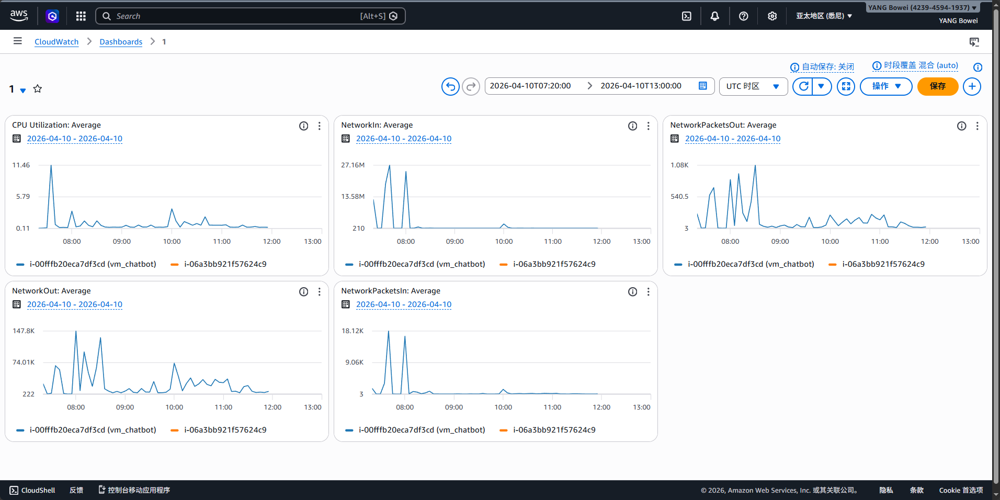 aws
Search [Alt+S]
亚太地区 (悉尼)
YANG Bowei (4239-4594-1937)
YANG Bowei
CloudWatch
Dashboards
1
自动保存: 关闭
时段覆盖 混合 (auto)
1
2026-04-10T07:20:00
2026-04-10T13:00:00
UTC 时区
操作
保存
CPU Utilization: Average
2026-04-10 - 2026-04-10
11.46
5.79
0.11
08:00 09:00 10:00 11:00 12:00 13:00
i-00fffb20eca7df3cd (vm_chatbot) i-06a3bb921f57624c9
NetworkIn: Average
2026-04-10 - 2026-04-10
27.16M
13.58M
210
08:00 09:00 10:00 11:00 12:00 13:00
i-00fffb20eca7df3cd (vm_chatbot) i-06a3bb921f57624c9
NetworkPacketsOut: Average
2026-04-10 - 2026-04-10
1.08K
540.5
3
08:00 09:00 10:00 11:00 12:00 13:00
i-00fffb20eca7df3cd (vm_chatbot) i-06a3bb921f57624c9
NetworkOut: Average
2026-04-10 - 2026-04-10
147.8K
74.01K
222
08:00 09:00 10:00 11:00 12:00 13:00
i-00fffb20eca7df3cd (vm_chatbot) i-06a3bb921f57624c9
NetworkPacketsIn: Average
2026-04-10 - 2026-04-10
18.12K
9.06K
3
08:00 09:00 10:00 11:00 12:00 13:00
i-00fffb20eca7df3cd (vm_chatbot) i-06a3bb921f57624c9
CloudShell 反馈 控制台移动应用程序
© 2026, Amazon Web Services, Inc. 或其关联公司。 隐私 条款 Cookie 首选项